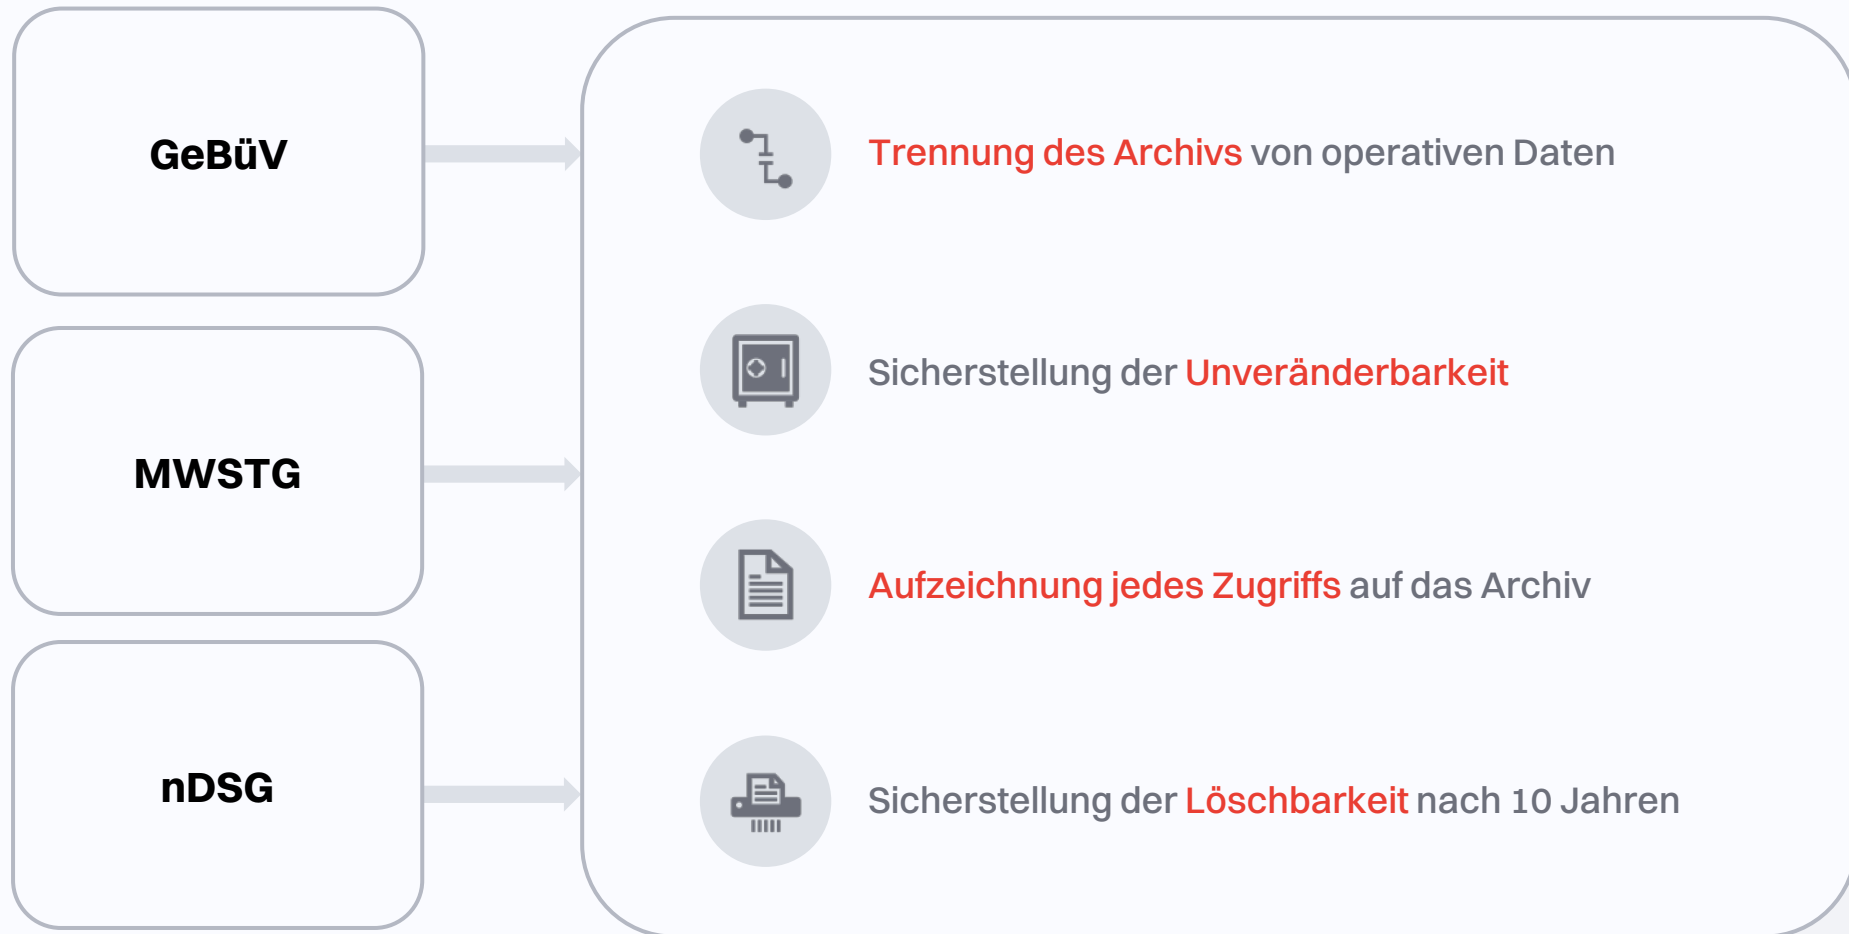 GeBüV
MWSTG
nDSG
Trennung des Archivs von operativen Daten
Sicherstellung der Unveränderbarkeit
Aufzeichnung jedes Zugriffs auf das Archiv
Sicherstellung der Löschbarkeit nach 10 Jahren